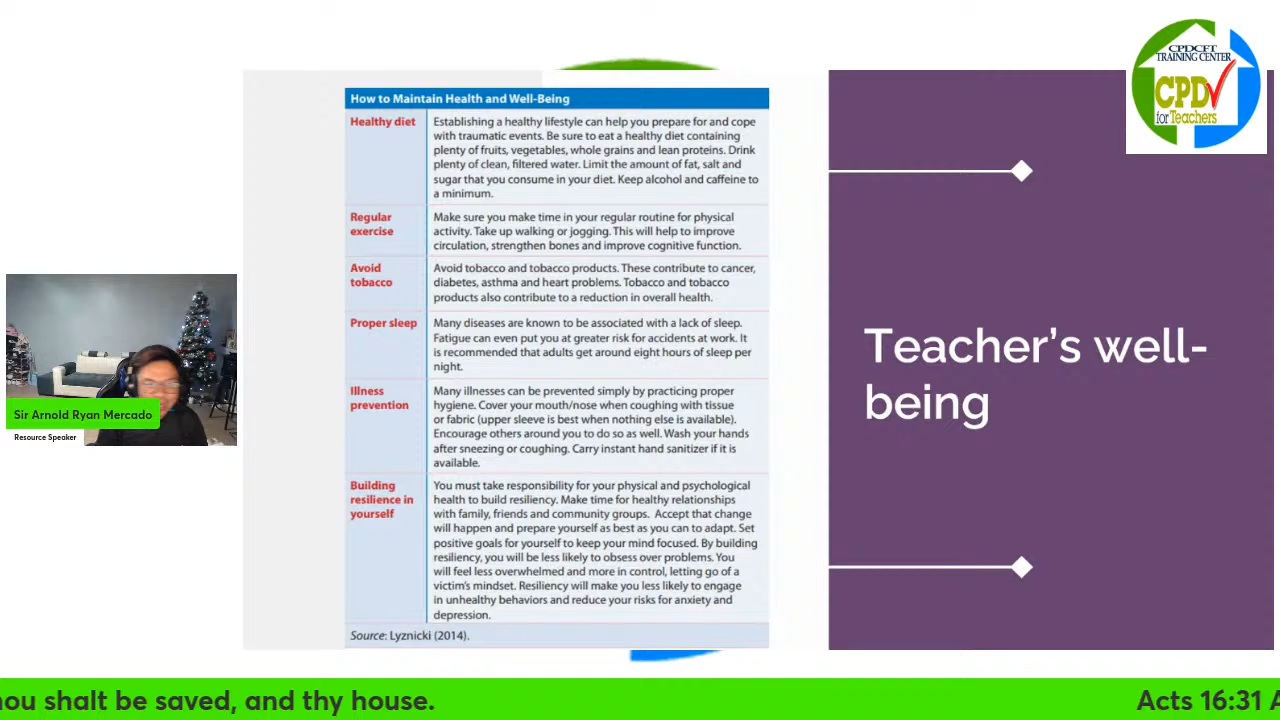 CPDCFT
TRAINING CENTER
CPD
for Teachers
How to Maintain Health and Well-Being
Healthy diet
Establishing a healthy lifestyle can help you prepare for and cope
with traumatic events. Be sure to eat a healthy diet containing
plenty of fruits, vegetables, whole grains and lean proteins. Drink
plenty of clean, filtered water. Limit the amount of fat, salt and
sugar that you consume in your diet. Keep alcohol and caffeine to
a minimum.
Regular
exercise
Make sure you make time in your regular routine for physical
activity. Take up walking or jogging. This will help to improve
circulation, strengthen bones and improve cognitive function.
Avoid
tobacco
Avoid tobacco and tobacco products. These contribute to cancer,
diabetes, asthma and heart problems. Tobacco and tobacco
products also contribute to a reduction in overall health.
Proper sleep
Many diseases are known to be associated with a lack of sleep.
Fatigue can even put you at greater risk for accidents at work. It
is recommended that adults get around eight hours of sleep per
night.
Illness
prevention
Many illnesses can be prevented simply by practicing proper
hygiene. Cover your mouth/nose when coughing with tissue
or fabric (upper sleeve is best when nothing else is available).
Encourage others around you to do so as well. Wash your hands
after sneezing or coughing. Carry instant hand sanitizer if it is
available.
Building
resilience in
yourself
You must take responsibility for your physical and psychological
health to build resiliency. Make time for healthy relationships
with family, friends and community groups. Accept that change
will happen and prepare yourself as best as you can to adapt. Set
positive goals for yourself to keep your mind focused. By building
resiliency, you will be less likely to obsess over problems. You
will feel less overwhelmed and more in control, letting go of a
victim's mindset. Resiliency will make you less likely to engage
in unhealthy behaviors and reduce your risks for anxiety and
depression.
Source: Lyznicki (2014).
Teacher's well-
being
Sir Arnold Ryan Mercado
Resource Speaker
hou shalt be saved, and thy house.
Acts 16:31 A